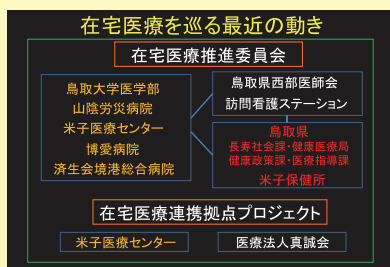 在宅医療を巡る最近の動き
在宅医療推進委員会
鳥取大学医学部
山陰労災病院
米子医療センター
博愛病院
済生会境港総合病院
鳥取県西部医師会
訪問看護ステーション
鳥取県
長寿社会課・健康医療局
健康政策課・医療指導課
米子保健所
在宅医療連携拠点プロジェクト
米子医療センター
医療法人真誠会